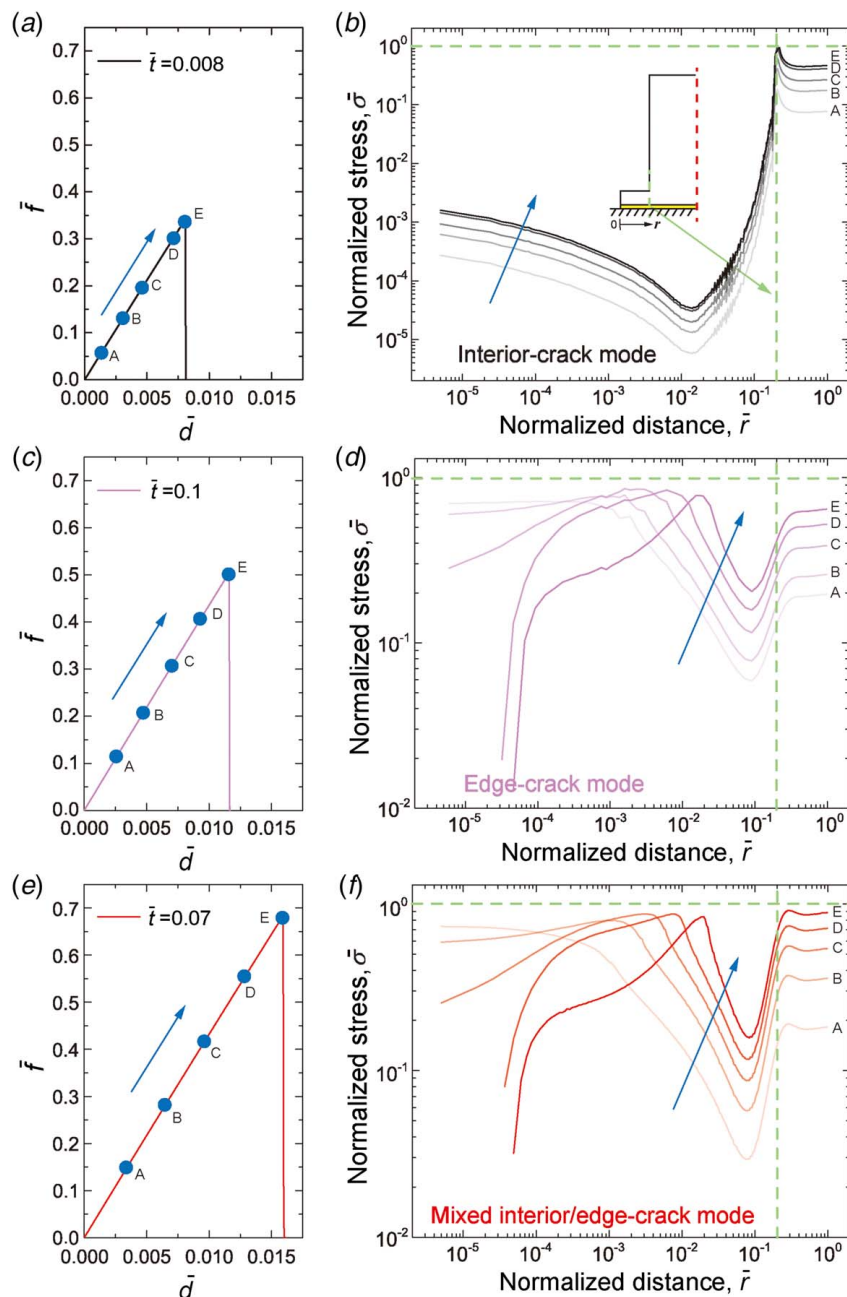 (a)
0.7
0.6
0.5
0.4
0.3
0.2
0.1
0.0
f̄
t̄ =0.008
A
B
C
D
E
0.000 0.005 0.010 0.015
d̄
(b)
10⁰
10⁻¹
10⁻²
10⁻³
10⁻⁴
10⁻⁵
Normalized stress, σ̄
0
r
E
D
C
B
A
Interior-crack mode
10⁻⁵ 10⁻⁴ 10⁻³ 10⁻² 10⁻¹ 10⁰
Normalized distance, r̄
(c)
0.7
0.6
0.5
0.4
0.3
0.2
0.1
0.0
f̄
t̄ =0.1
E
D
C
B
A
0.000 0.005 0.010 0.015
d̄
(d)
10⁰
10⁻¹
10⁻²
Normalized stress, σ̄
E
D
C
B
A
Edge-crack mode
10⁻⁵ 10⁻⁴ 10⁻³ 10⁻² 10⁻¹ 10⁰
Normalized distance, r̄
(e)
0.7
0.6
0.5
0.4
0.3
0.2
0.1
0.0
f̄
t̄ =0.07
E
D
C
B
A
0.000 0.005 0.010 0.015
d̄
(f)
10⁰
10⁻¹
10⁻²
Normalized stress, σ̄
E
D
C
B
A
Mixed interior/edge-crack mode
10⁻⁵ 10⁻⁴ 10⁻³ 10⁻² 10⁻¹ 10⁰
Normalized distance, r̄